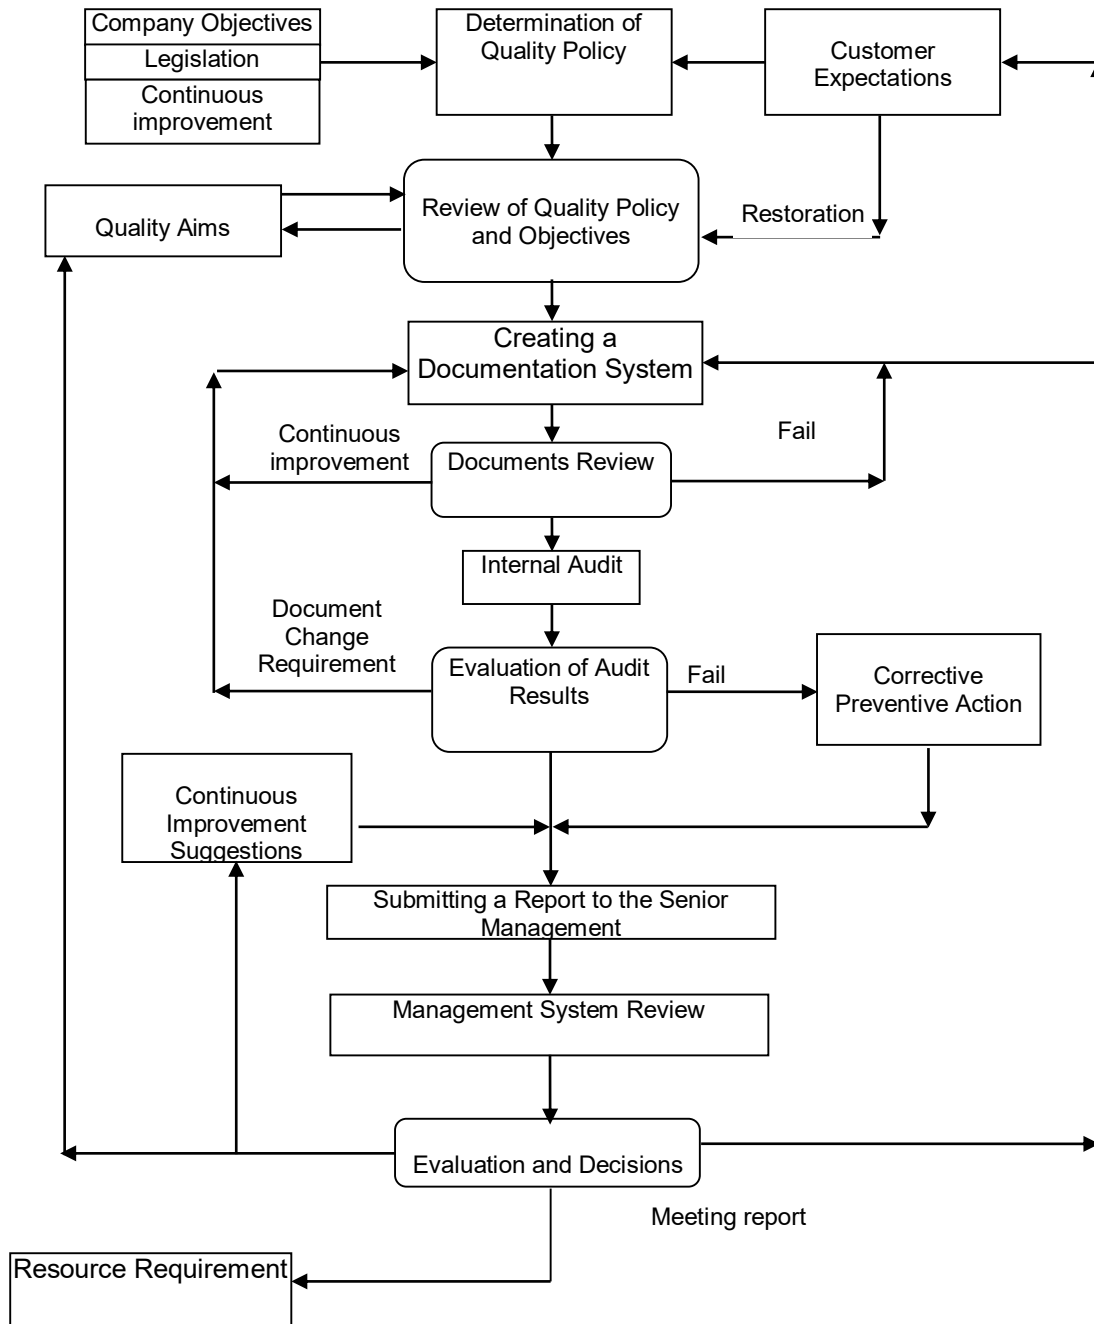 Company Objectives
Legislation
Continuous
improvement
Determination of
Quality Policy
Customer
Expectations
Quality Aims
Review of Quality Policy
and Objectives
Restoration
Creating a
Documentation System
Continuous
improvement
Documents Review
Fail
Internal Audit
Document
Change
Requirement
Evaluation of Audit
Results
Fail
Corrective
Preventive Action
Continuous
Improvement
Suggestions
Submitting a Report to the Senior
Management
Management System Review
Evaluation and Decisions
Meeting report
Resource Requirement